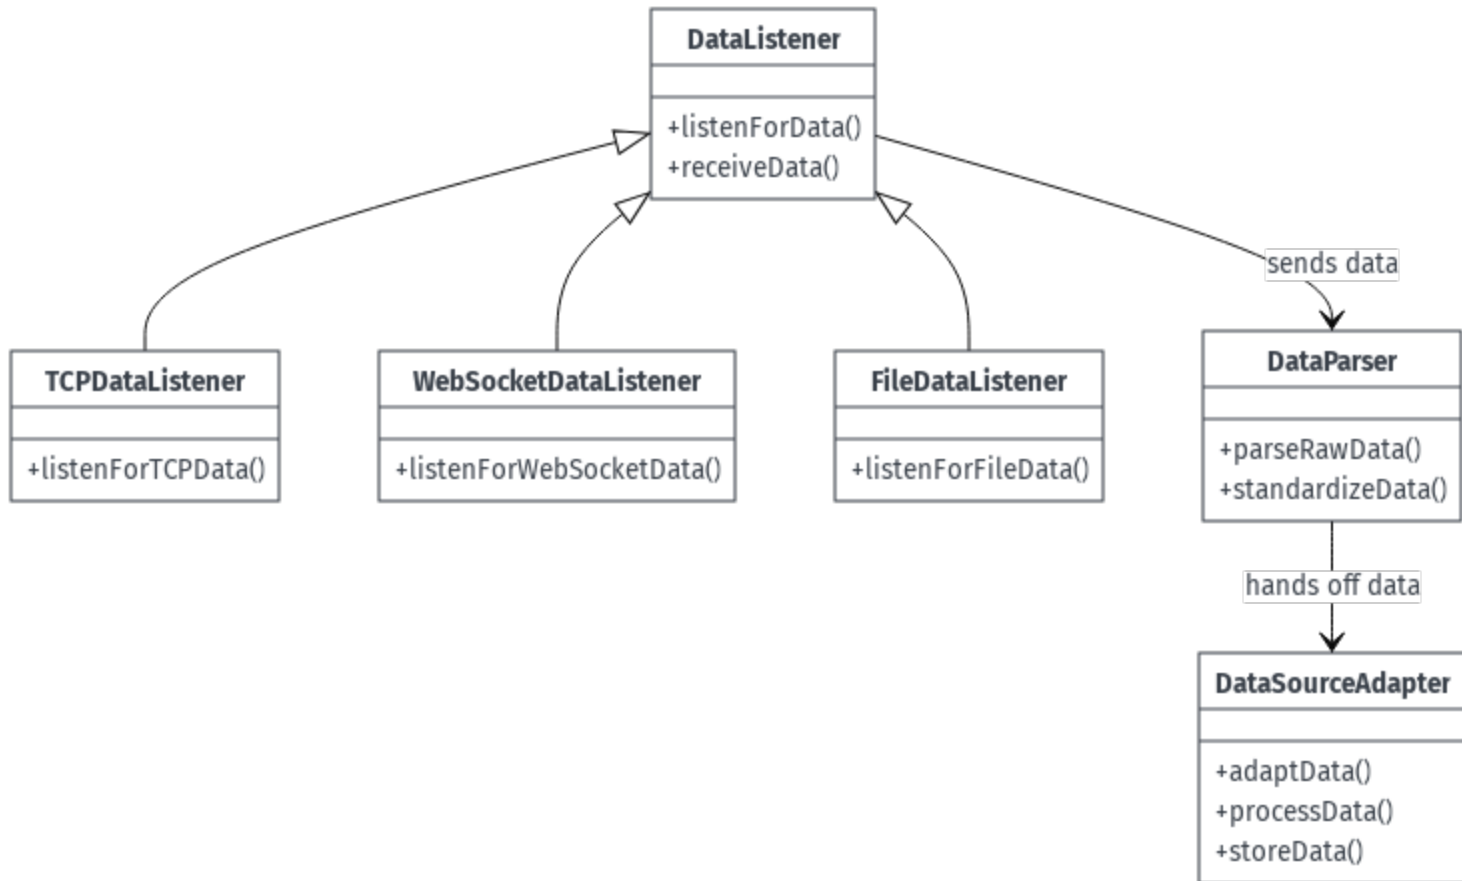 DataListener
+listenForData()
+receiveData()
sends data
TCPDataListener
+listenForTCPData()
WebSocketDataListener
+listenForWebSocketData()
FileDataListener
+listenForFileData()
DataParser
+parseRawData()
+standardizeData()
hands off data
DataSourceAdapter
+adaptData()
+processData()
+storeData()